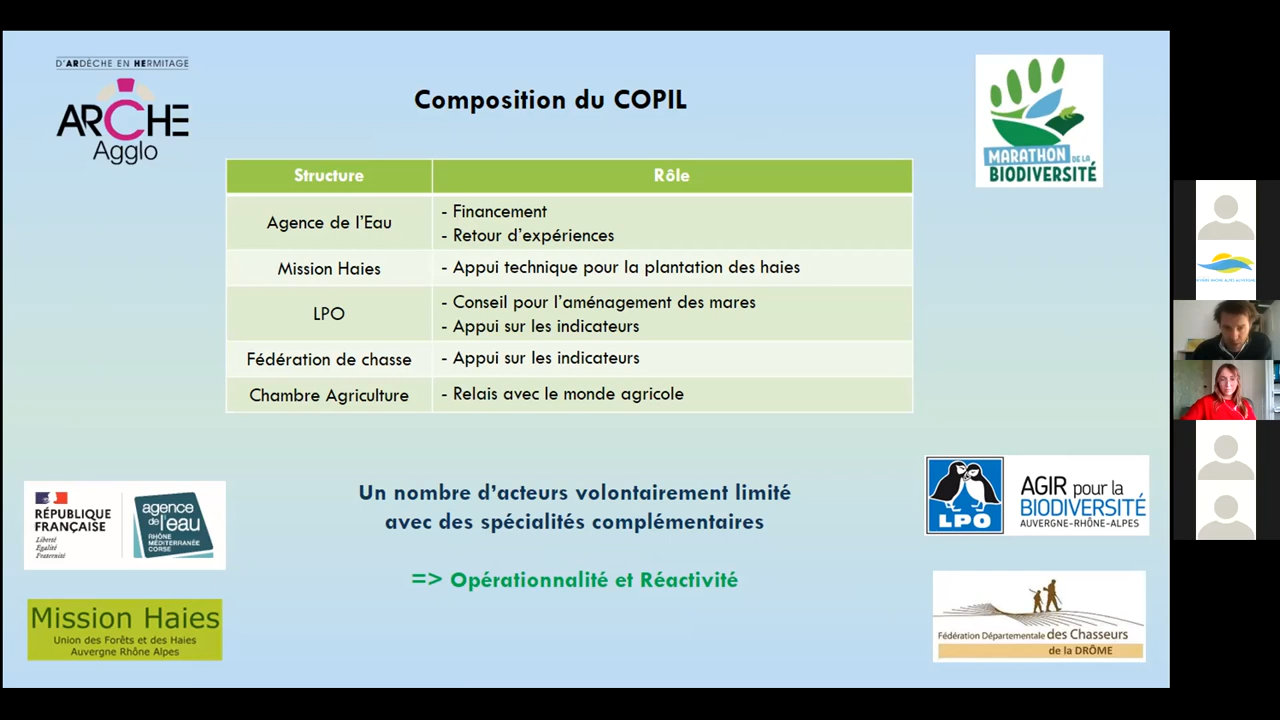 D'ARDÈCHE EN HERMITAGE
ARCHE
Agglo
Composition du COPIL
MARATHON
DE LA
BIODIVERSITÉ
Structure
Rôle
Agence de l'Eau
- Financement
- Retour d'expériences
Mission Haies
- Appui technique pour la plantation des haies
LPO
- Conseil pour l'aménagement des mares
- Appui sur les indicateurs
Fédération de chasse
- Appui sur les indicateurs
Chambre Agriculture
- Relais avec le monde agricole
Un nombre d'acteurs volontairement limité
avec des spécialités complémentaires
=> Opérationnalité et Réactivité
RÉPUBLIQUE
FRANÇAISE
Liberté
Égalité
Fraternité
agence
de l'eau
RHÔNE
MÉDITERRANÉE
CORSE
Mission Haies
Union des Forêts et des Haies
Auvergne Rhône Alpes
LPO
AGIR pour la
BIODIVERSITÉ
AUVERGNE-RHÔNE-ALPES
Fédération Départementale des Chasseurs
de la DRÔME